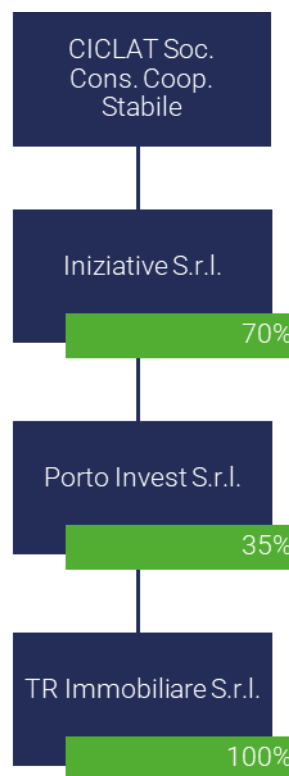 CICLAT Soc.
Cons. Coop.
Stabile
Iniziative S.r.l.
70%
Porto Invest S.r.l.
35%
TR Immobiliare S.r.l.
100%